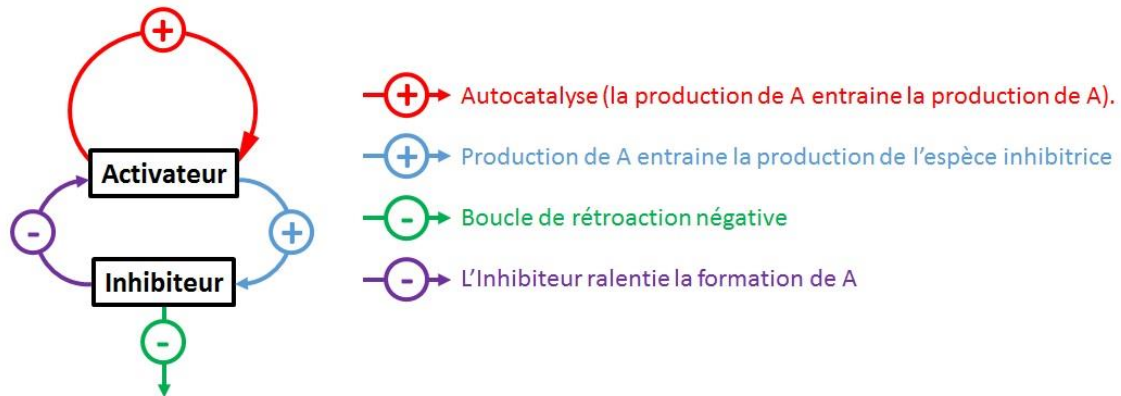 +
+ Autocatalyse (la production de A entraine la production de A).
Activateur
+ Production de A entraine la production de l'espèce inhibitrice
- + - Boucle de rétroaction négative
Inhibiteur
- L'Inhibiteur ralentie la formation de A
-